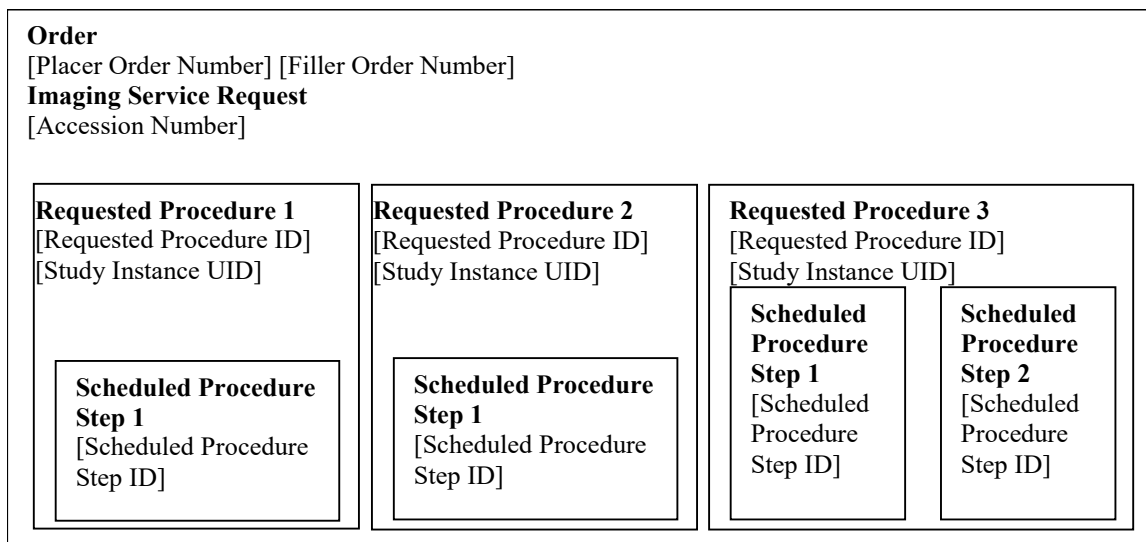 Order
[Placer Order Number] [Filler Order Number]
Imaging Service Request
[Accession Number]
Requested Procedure 1
[Requested Procedure ID]
[Study Instance UID]
Scheduled Procedure
Step 1
[Scheduled Procedure
Step ID]
Requested Procedure 2
[Requested Procedure ID]
[Study Instance UID]
Scheduled Procedure
Step 1
[Scheduled Procedure
Step ID]
Requested Procedure 3
[Requested Procedure ID]
[Study Instance UID]
Scheduled
Procedure
Step 1
[Scheduled
Procedure
Step ID]
Scheduled
Procedure
Step 2
[Scheduled
Procedure
Step ID]